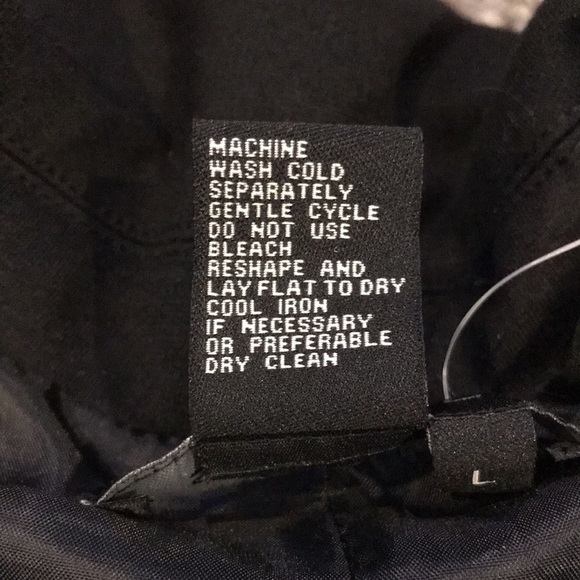 MACHINE
WASH COLD
SEPARATELY
GENTLE CYCLE
DO NOT USE
BLEACH
RESHAPE AND
LAY FLAT TO DRY
COOL IRON
IF NECESSARY
OR PREFERABLE
DRY CLEAN
L